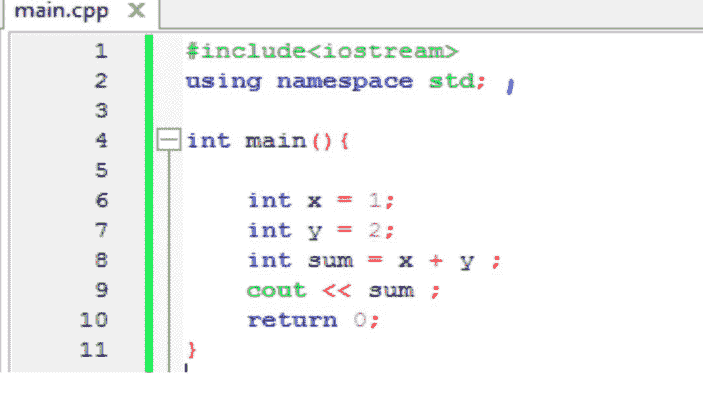 main.cpp X
1 #include<iostream>
2 using namespace std;
3
4 int main(){
5
6 int x = 1;
7 int y = 2;
8 int sum = x + y ;
9 cout << sum ;
10 return 0;
11 }